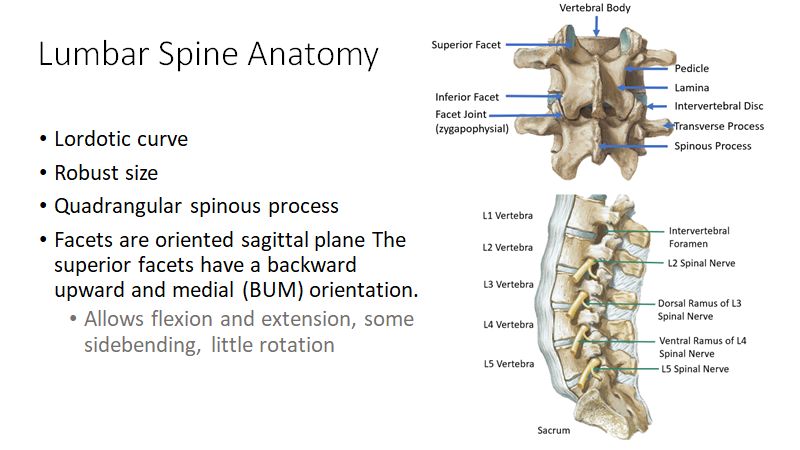 Lumbar Spine Anatomy
• Lordotic curve
• Robust size
• Quadrangular spinous process
• Facets are oriented sagittal plane The
superior facets have a backward
upward and medial (BUM) orientation.
• Allows flexion and extension, some
sidebending, little rotation
Vertebral Body
Superior Facet
Pedicle
Lamina
Inferior Facet
Intervertebral Disc
Facet Joint
(zygapophysial)
Transverse Process
Spinous Process
L1 Vertebra
Intervertebral
Foramen
L2 Vertebra
L2 Spinal Nerve
L3 Vertebra
Dorsal Ramus of L3
Spinal Nerve
L4 Vertebra
Ventral Ramus of L4
Spinal Nerve
L5 Vertebra
L5 Spinal Nerve
Sacrum